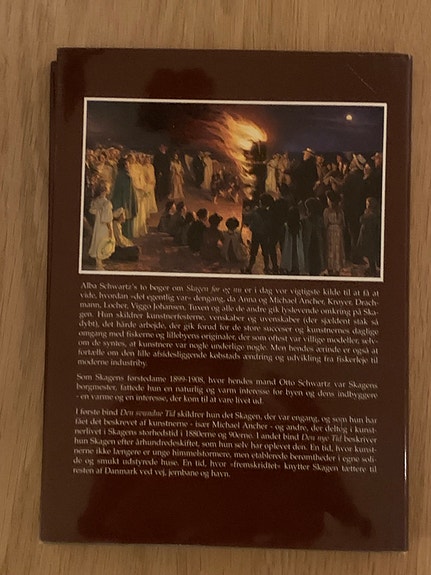 Alba Schwartz's to bøger om Skagen før og nu er i dag vor vigtigste kilde til at få at
vide, hvordan »det egentlig var« dengang, da Anna og Michael Ancher, Krøyer, Drach-
mann, Locher, Viggo Johansen, Tuxen og alle de andre gik lyslevende omkring på Ska-
gen. Hun skildrer kunstnerfesterne, venskaber og uvenskaber (der sjældent stak så
dybt), det hårde arbejde, der gik forud for de store succeser og kunstnernes daglige
omgang med fiskerne og lillebyens originaler, der som oftest var villige modeller, selv-
om de syntes, at kunstnere var nogle underlige nogle. Men hendes ærinde er også at
fortælle om den lille afsidesliggende købstads ændring og udvikling fra fiskerleje til
moderne industriby.
Som Skagens førstedame 1899-1908, hvor hendes mand Otto Schwartz var Skagens
borgmester, fattede hun en naturlig og varm interesse for byen og dens indbyggere
- en varme og en interesse, der kom til at vare livet ud.
I første bind Den svundne Tid skildrer hun det Skagen, der var engang, og som hun har
fået det beskrevet af kunstnerne - især Michael Ancher - og andre, der deltog i kunst-
nerlivet i Skagens storhedstid i 1880erne og 90erne. I andet bind Den nye Tid beskriver
hun Skagen efter århundredeskiftet, som hun selv har oplevet den. En tid, hvor kunst-
nerne ikke længere er unge himmelstormere, men etablerede berømtheder i egne soli-
de og smukt udstyrede huse. En tid, hvor »fremskridtet« knytter Skagen tættere til
resten af Danmark ved vej, jernbane og havn.